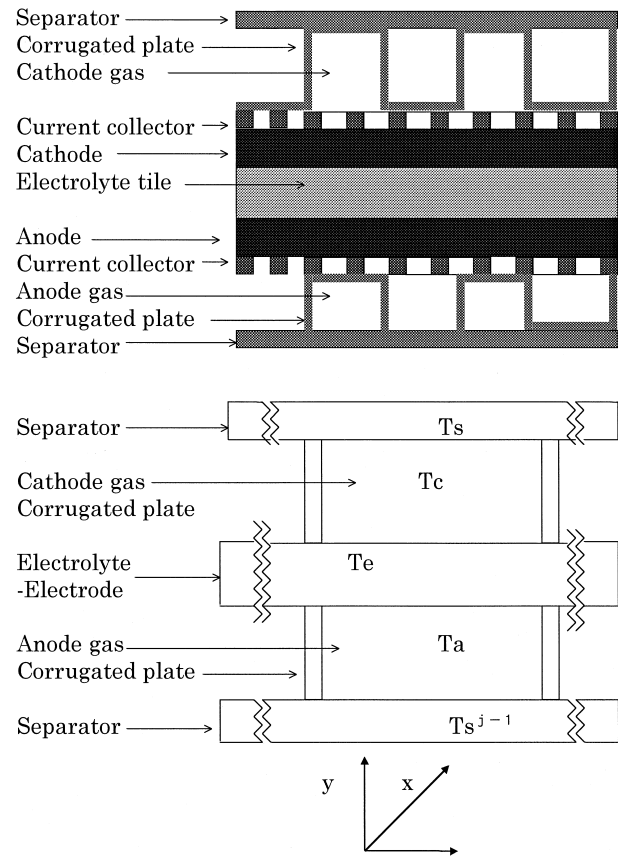 Separator
Corrugated plate
Cathode gas
Current collector
Cathode
Electrolyte tile
Anode
Current collector
Anode gas
Corrugated plate
Separator
Separator
Ts
Cathode gas
Tc
Corrugated plate
Te
Electrolyte
-Electrode
Anode gas
Ta
Corrugated plate
Separator
Ts j−1
y
x